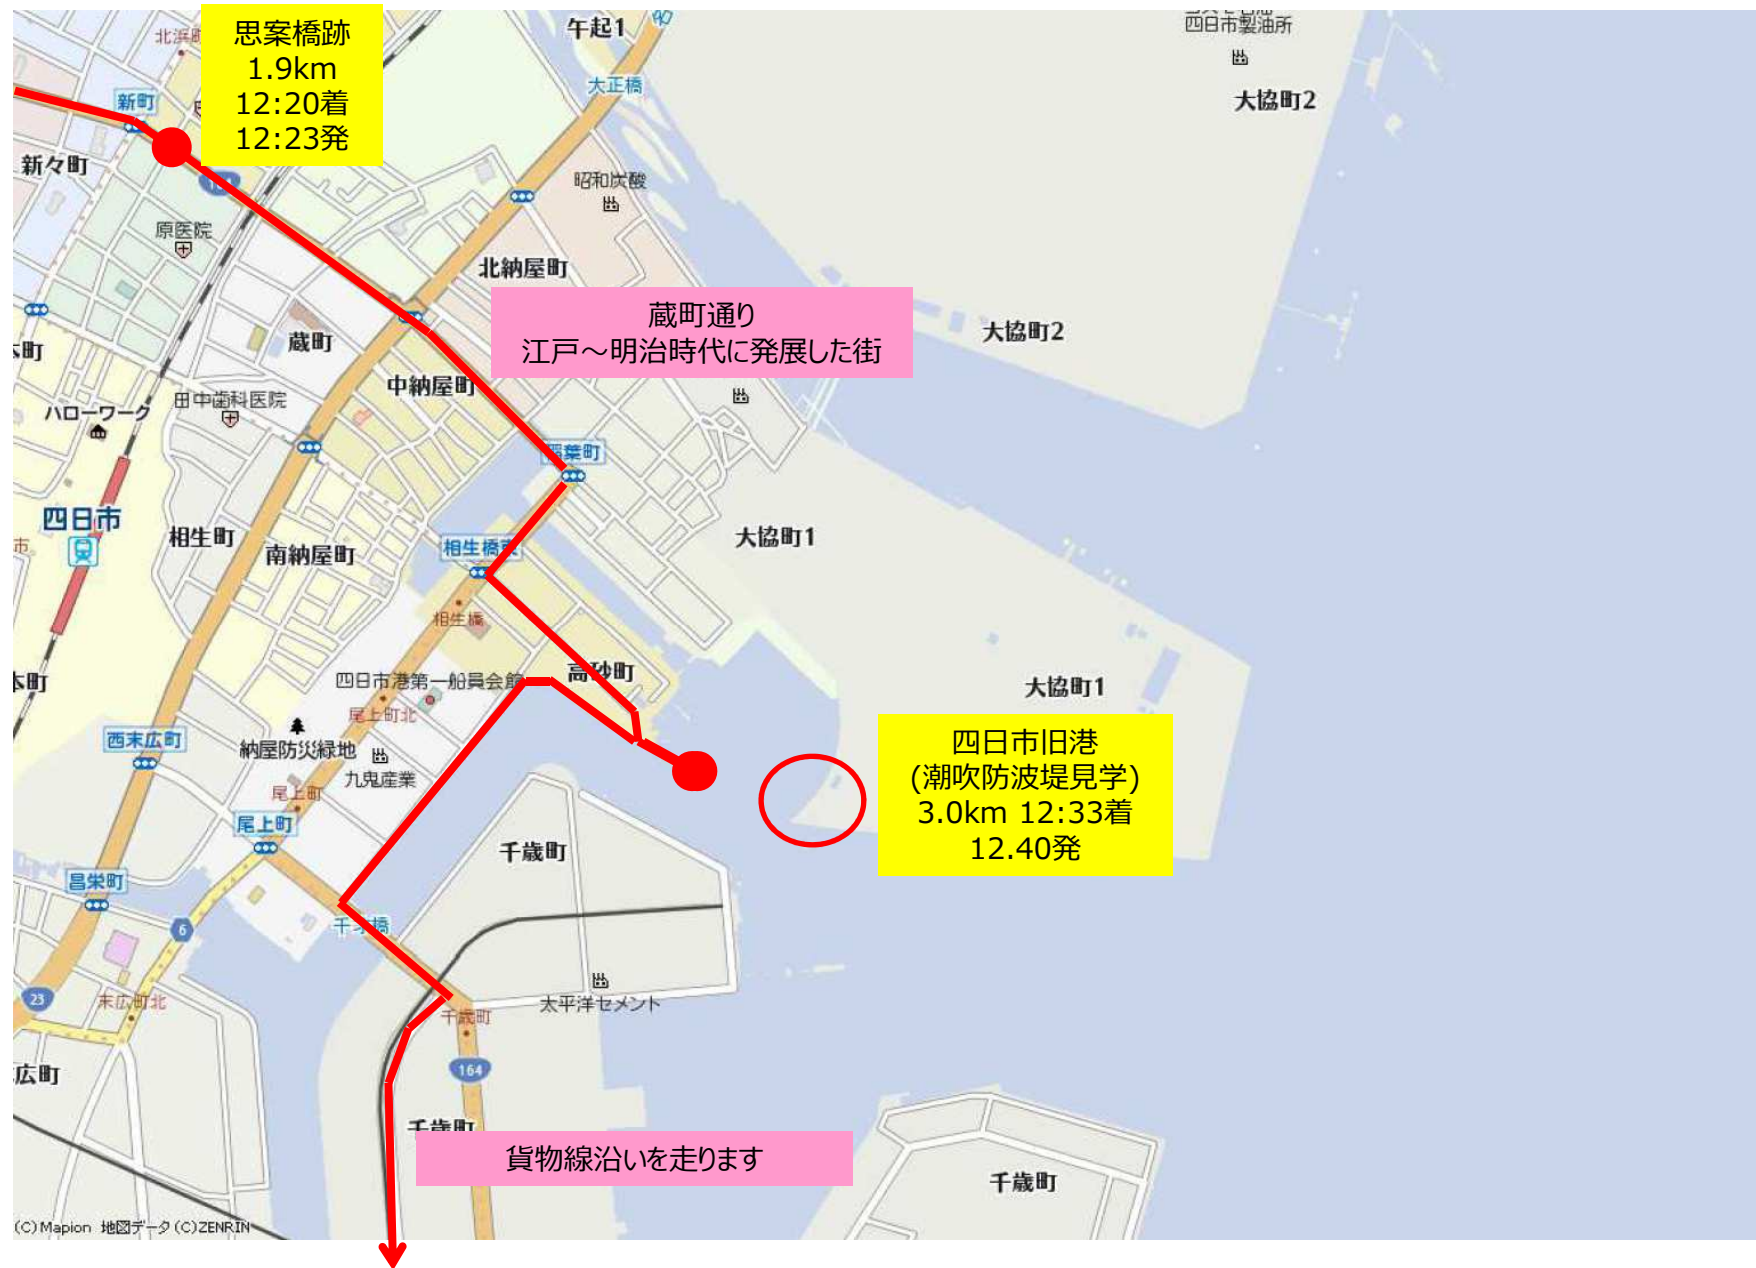 思案橋跡
1.9km
12:20着
12:23発
午起1
四日市製油所
大協町2
大正橋
新町
新々町
昭和炭酸
原医院
北納屋町
蔵町通り
江戸～明治時代に発展した街
大協町2
蔵町
中納屋町
田中歯科医院
ハローワーク
四日市
相生町
南納屋町
大協町1
相生橋
高砂町
四日市港第一船員会館
尾上町北
大協町1
西末広町
納屋防災緑地
九鬼産業
尾上町
尾上町
四日市旧港
(潮吹防波堤見学)
3.0km 12:33着
12.40発
千歳町
昌栄町
6
23
末広町北
太平洋セメント
千歳町
164
広町
千歳町
貨物線沿いを走ります
千歳町
(C)Mapion 地図データ(C)ZENRIN